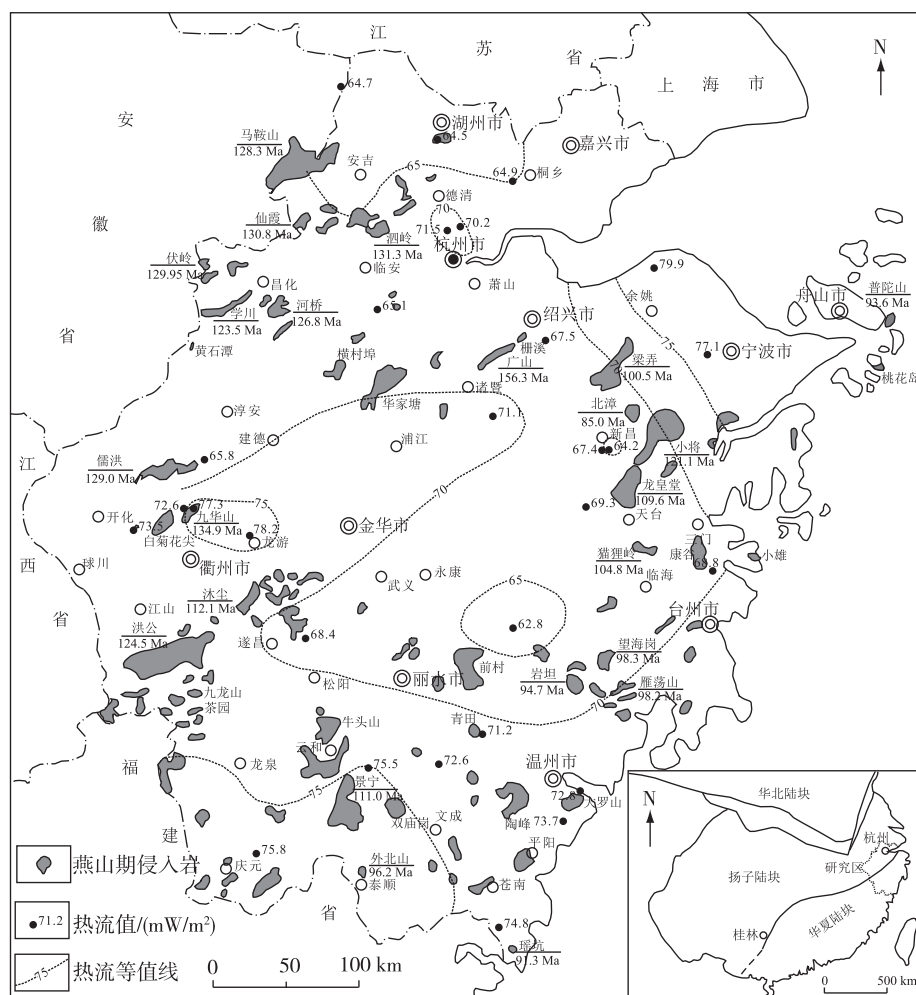 江
苏
省
N
上海市
64.7
安
湖州市
64.5
嘉兴市
马鞍山
128.3 Ma
安吉
65
64.9
桐乡
徽
德清
70
70.2
71.5
仙霞
130.8 Ma
泗岭
131.3 Ma
杭州市
79.9
伏岭
129.95 Ma
临安
昌化
萧山
余姚
舟山市
普陀山
93.6 Ma
学川
123.5 Ma
河桥
126.8 Ma
65.1
绍兴市
省
67.5
75
77.1
宁波市
黄石潭
横村埠
栅溪
广山
156.3 Ma
梁弄
100.5 Ma
桃花岛
诸暨
华家塘
淳安
71.1
北漳
85.0 Ma
新昌
建德
浦江
67.4
64.2
小将
121.1 Ma
江
65.8
儒洪
129.0 Ma
70
龙皇堂
109.6 Ma
72.6
77.3
75
69.3
开化
73.5
九华山
134.9 Ma
78.2
金华市
天台
白菊花尖
龙游
三门
西
球川
衢州市
猫狸岭
104.8 Ma
康谷
小雄
68.8
沐尘
112.1 Ma
武义
永康
65
临海
江山
省
62.8
台州市
洪公
124.5 Ma
遂昌
68.4
望海岗
98.3 Ma
前村
岩坦
94.7 Ma
松阳
丽水市
雁荡山
98.2 Ma
九龙山
茶园
70
牛头山
青田
71.2
云和
福
龙泉
75.5
72.6
温州市
75
景宁
111.0 Ma
72.8
大罗山
双庙岗
文成
陶峰
73.7
建
平阳
75.8
庆元
外北山
96.2 Ma
泰顺
苍南
省
74.8
瑶坑
91.3 Ma
燕山期侵入岩
71.2
热流值/(mW/m²)
75
热流等值线
0
50
100 km
N
华北陆块
杭州
研究区
扬子陆块
华夏陆块
桂林
0
500 km